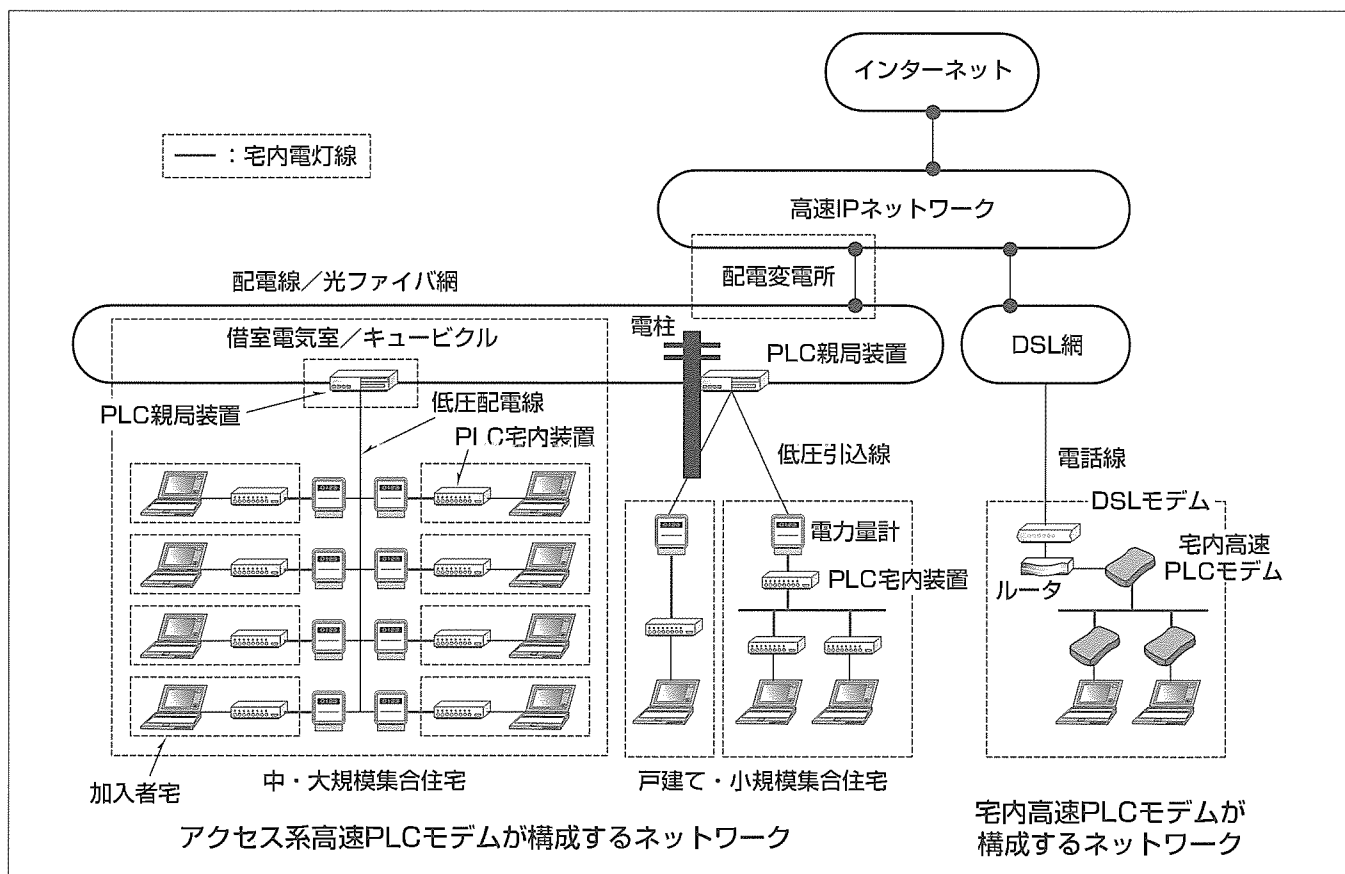 インターネット
── ：宅内電灯線
高速IPネットワーク
配電線／光ファイバ網
配電変電所
借室電気室／キュービクル
電柱
PLC親局装置
DSL網
PLC親局装置
低圧配電線
PLC宅内装置
低圧引込線
電話線
DSLモデム
電力量計
宅内高速
PLCモデム
PLC宅内装置
ルータ
加入者宅
中・大規模集合住宅
戸建て・小規模集合住宅
アクセス系高速PLCモデムが構成するネットワーク
宅内高速PLCモデムが
構成するネットワーク